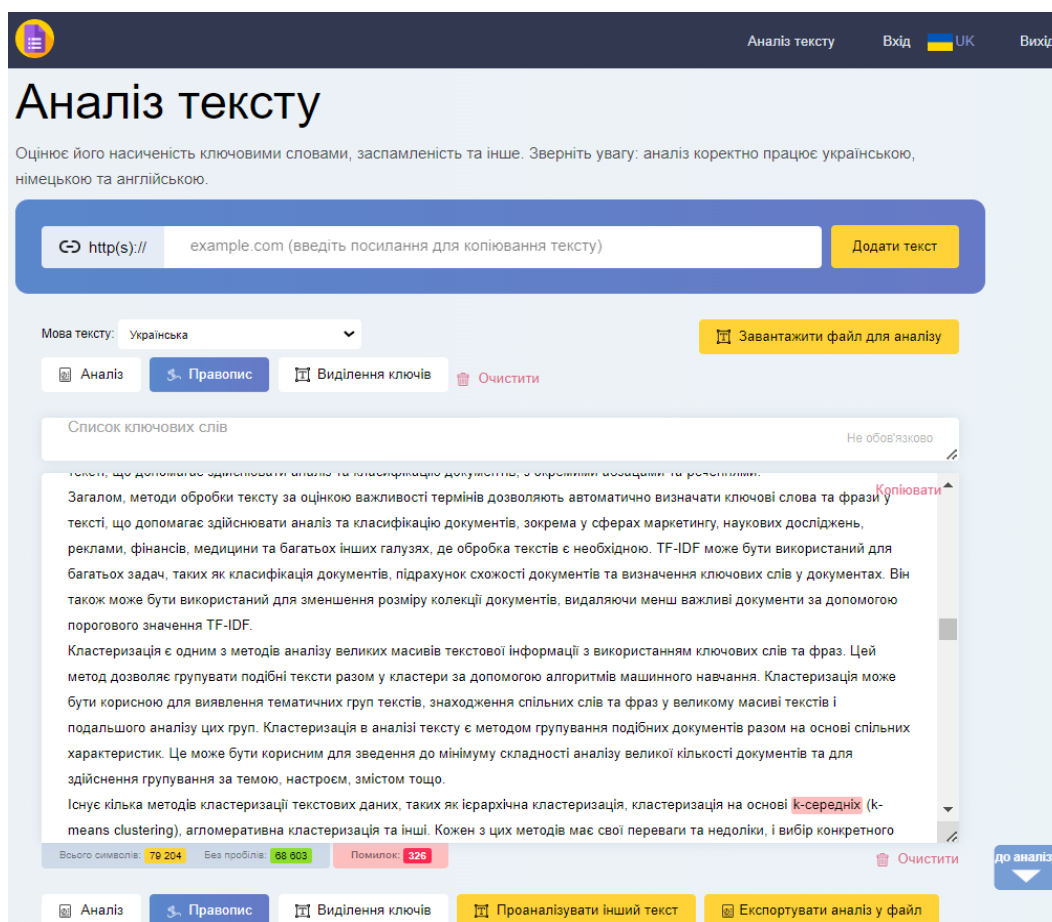 Аналіз тексту Вхід UK Вихід
Аналіз тексту
Оцінює його насиченість ключовими словами, заспамленість та інше. Зверніть увагу: аналіз коректно працює українською,
німецькою та англійською.
http(s):// example.com (введіть посилання для копіювання тексту) Додати текст
Мова тексту: Українська Завантажити файл для аналізу
Аналіз Правопис Виділення ключів Очистити
Список ключових слів
Не обов'язково
тексті, що допомагає здійснювати аналіз та класифікацію документів, з окремими абзацами та реченнями.
Копіювати
Загалом, методи обробки тексту за оцінкою важливості термінів дозволяють автоматично визначати ключові слова та фрази у
тексті, що допомагає здійснювати аналіз та класифікацію документів, зокрема у сферах маркетингу, наукових досліджень,
реклами, фінансів, медицини та багатьох інших галузях, де обробка текстів є необхідною. TF-IDF може бути використаний для
багатьох задач, таких як класифікація документів, підрахунок схожості документів та визначення ключових слів у документах. Він
також може бути використаний для зменшення розміру колекції документів, видаляючи менш важливі документи за допомогою
порогового значення TF-IDF.
Кластеризація є одним з методів аналізу великих масивів текстової інформації з використанням ключових слів та фраз. Цей
метод дозволяє групувати подібні тексти разом у кластери за допомогою алгоритмів машинного навчання. Кластеризація може
бути корисною для виявлення тематичних груп текстів, знаходження спільних слів та фраз у великому масиві текстів і
подальшого аналізу цих груп. Кластеризація в аналізі тексту є методом групування подібних документів разом на основі спільних
характеристик. Це може бути корисним для зведення до мінімуму складності аналізу великої кількості документів та для
здійснення групування за темою, настроєм, змістом тощо.
Існує кілька методів кластеризації текстових даних, таких як ієрархічна кластеризація, кластеризація на основі k-середніх (k-
means clustering), агломеративна кластеризація та інші. Кожен з цих методів має свої переваги та недоліки, і вибір конкретного
Всього символів: 79 204 Без пробілів: 68 603 Помилок: 326 Очистити
до аналіз
Аналіз Правопис Виділення ключів Проаналізувати інший текст Експортувати аналіз у файл